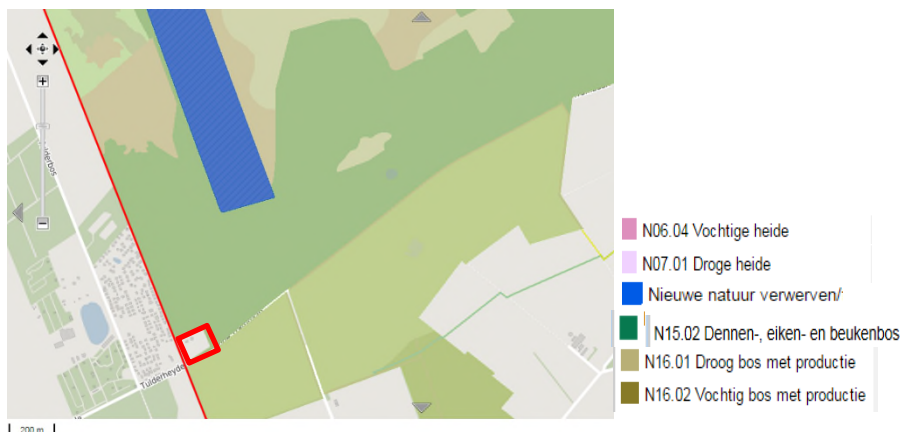 Tulderheyde
200 m
N06.04 Vochtige heide
N07.01 Droge heide
Nieuwe natuur verwerven/
N15.02 Dennen-, eiken- en beukenbos
N16.01 Droog bos met productie
N16.02 Vochtig bos met productie